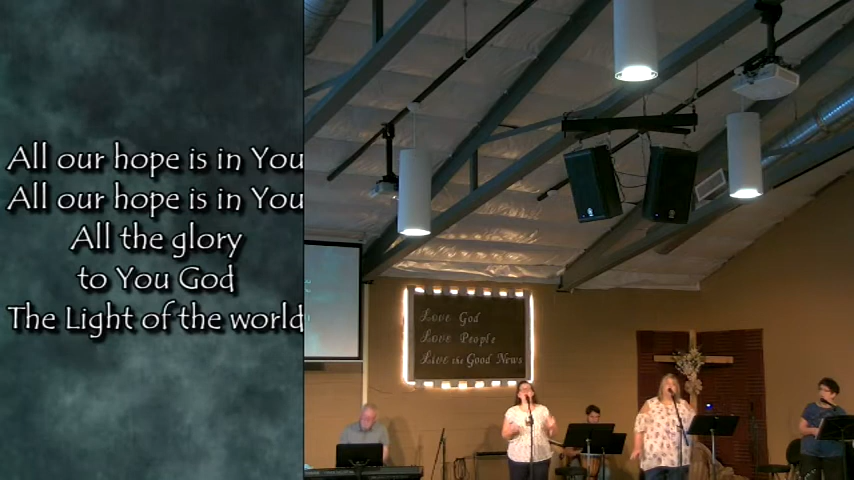 All our hope is in You
All our hope is in You
All the glory
to You God
The Light of the world
Love God
Love People
Live the Good News